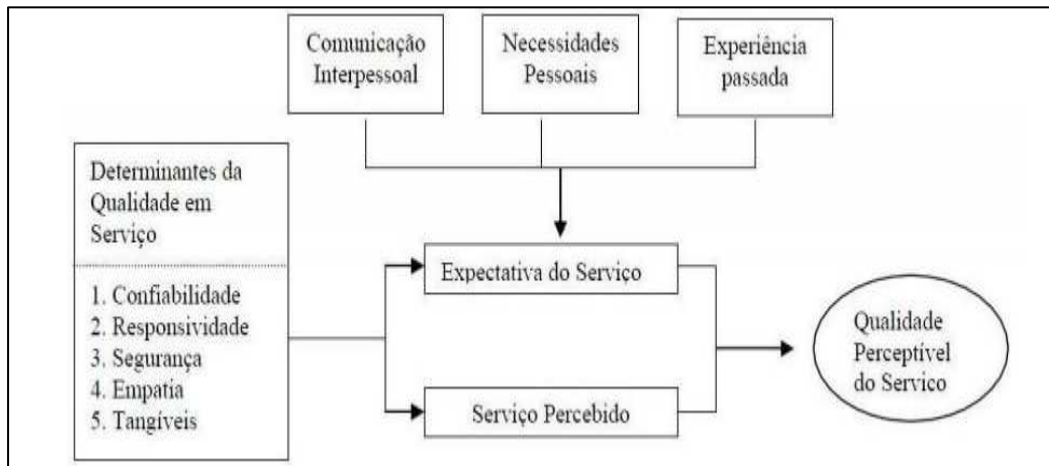 Comunicação
Interpessoal
Necessidades
Pessoais
Experiência
passada
Determinantes da
Qualidade em
Serviço
1. Confiabilidade
2. Responsividade
3. Segurança
4. Empatia
5. Tangíveis
Expectativa do Serviço
Serviço Percebido
Qualidade
Perceptível
do Servico